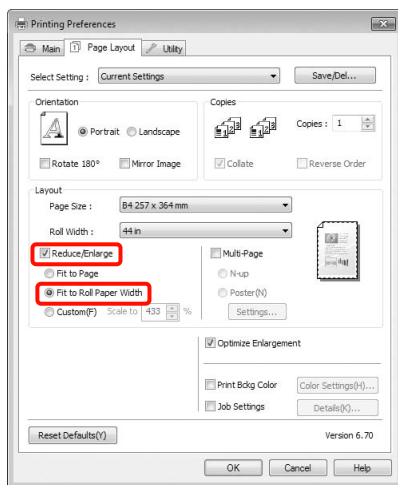 Printing Preferences
Main Page Layout Utility
Select Setting : Current Settings Save/Del...
Orientation
Portrait Landscape
Rotate 180° Mirror Image
Copies
Copies : 1
Collate Reverse Order
Layout
Page Size : B4 257 x 364 mm
Roll Width : 44 in
Reduce/Enlarge
Fit to Page
Fit to Roll Paper Width
Custom(F) Scale to 433 %
Multi-Page
N-up
Poster(N)
Settings...
Optimize Enlargement
Print Bckg Color Color Settings(H)...
Job Settings Details(K)...
Reset Defaults(Y) Version 6.70
OK Cancel Help